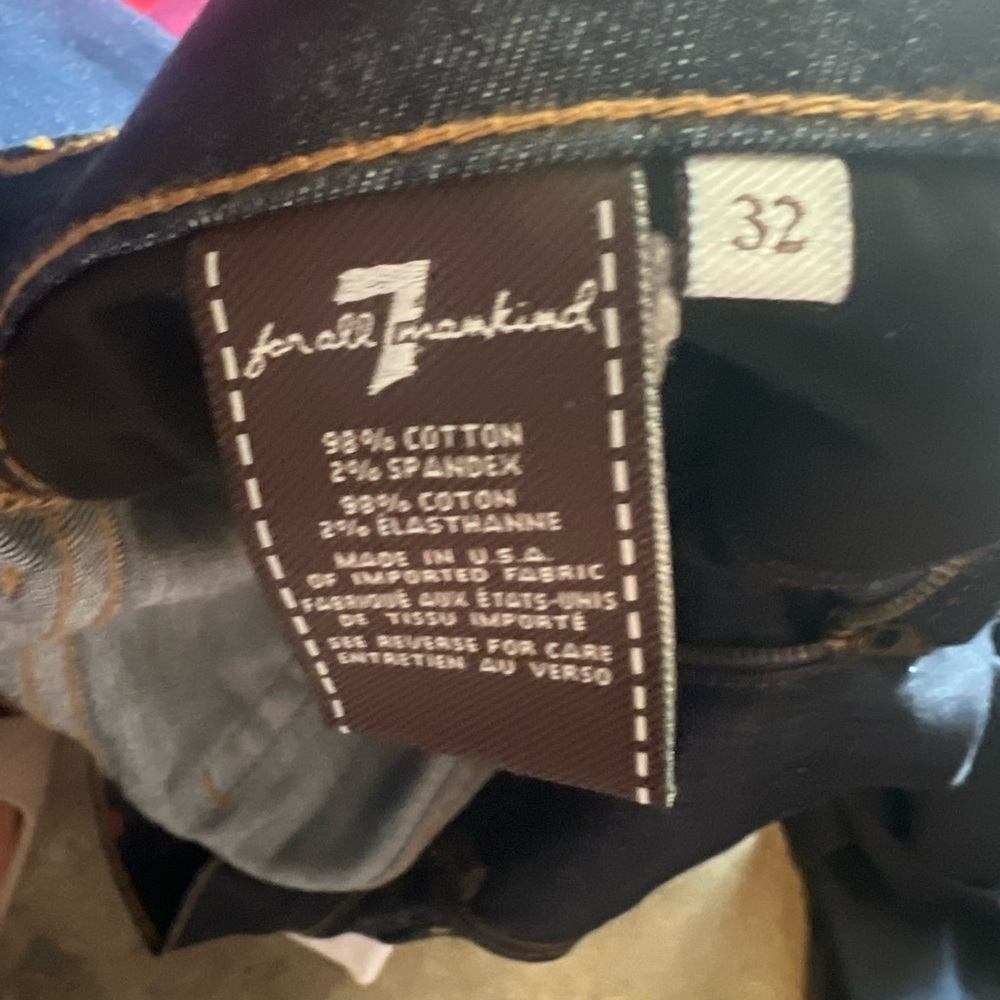 7
for all mankind
32
98% COTTON
2% SPANDEX
98% COTON
2% ÉLASTHANNE
MADE IN U.S.A.
OF IMPORTED FABRIC
FABRIQUÉ AUX ÉTATS-UNIS
DE TISSU IMPORTÉ
SEE REVERSE FOR CARE
ENTRETIEN AU VERSO